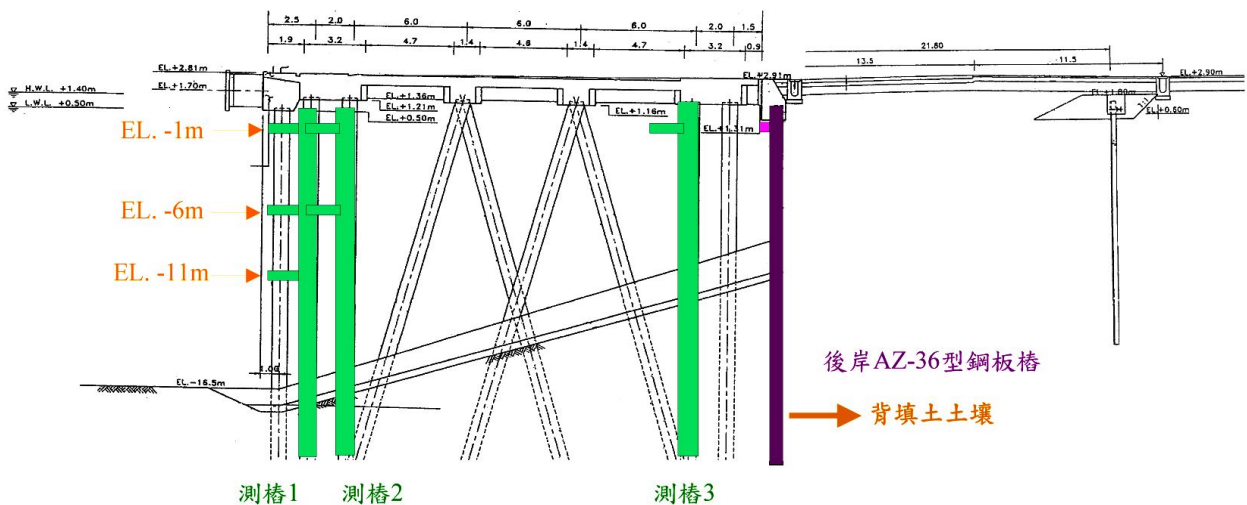 2.5 2.0 6.0 6.0 6.0 2.0 1.5
1.9 3.2 4.7 1.4 4.6 1.4 4.7 3.2 0.9
21.80
13.5 11.5
EL.+2.81m
EL.+2.91m
EL.+2.90m
H.W.L. +1.40m
EL.+1.70m
L.W.L. +0.50m
EL.+1.36m
EL.+1.21m
EL.+0.50m
EL.+1.16m
EL.+1.31m
EL.+0.60m
1:1
EL. -1m
EL. -6m
EL. -11m
1.00
EL.-16.5m
後岸AZ-36型鋼板樁
背填土土壤
測樁1 測樁2 測樁3